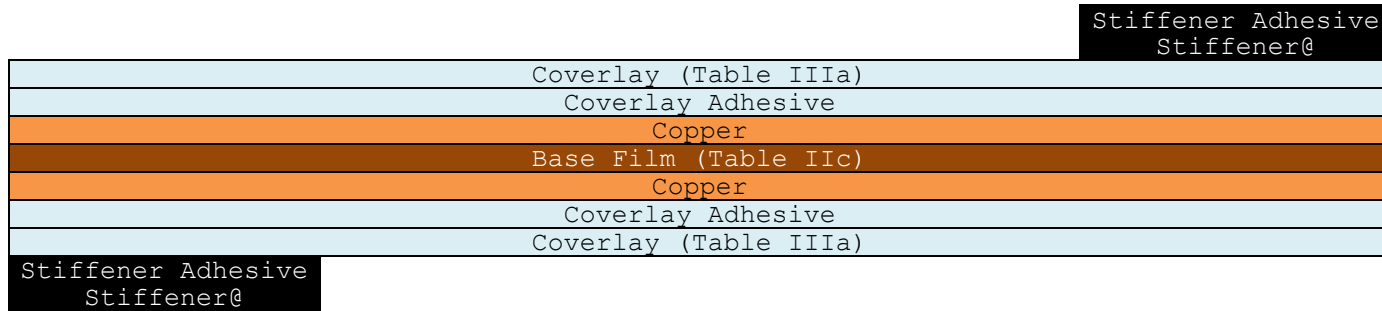 Stiffener Adhesive
Stiffener@
Coverlay (Table IIIa)
Coverlay Adhesive
Copper
Base Film (Table IIc)
Copper
Coverlay Adhesive
Coverlay (Table IIIa)
Stiffener Adhesive
Stiffener@